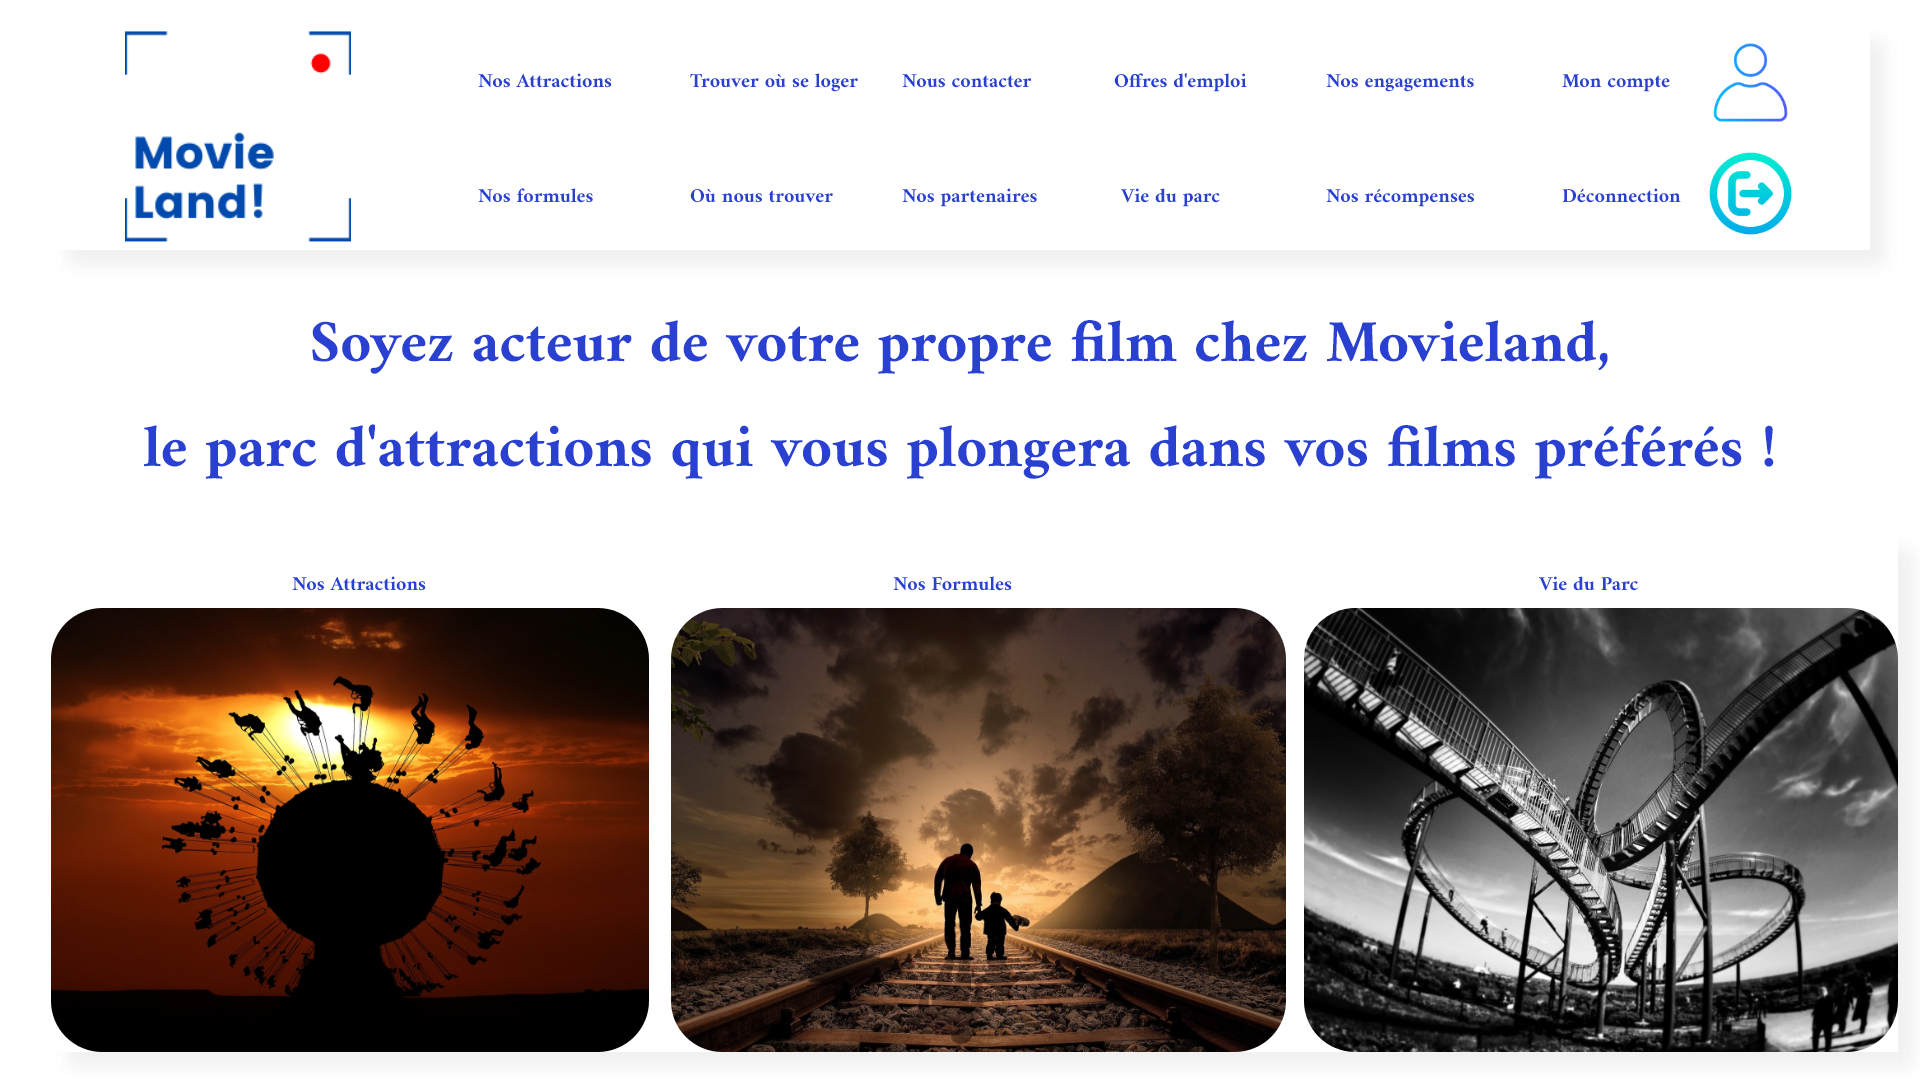 Movie
Land!
Nos Attractions
Trouver où se loger
Nous contacter
Offres d'emploi
Nos engagements
Mon compte
Nos formules
Où nous trouver
Nos partenaires
Vie du parc
Nos récompenses
Déconnection
Soyez acteur de votre propre film chez Movieland,
le parc d'attractions qui vous plongera dans vos films préférés !
Nos Attractions
Nos Formules
Vie du Parc